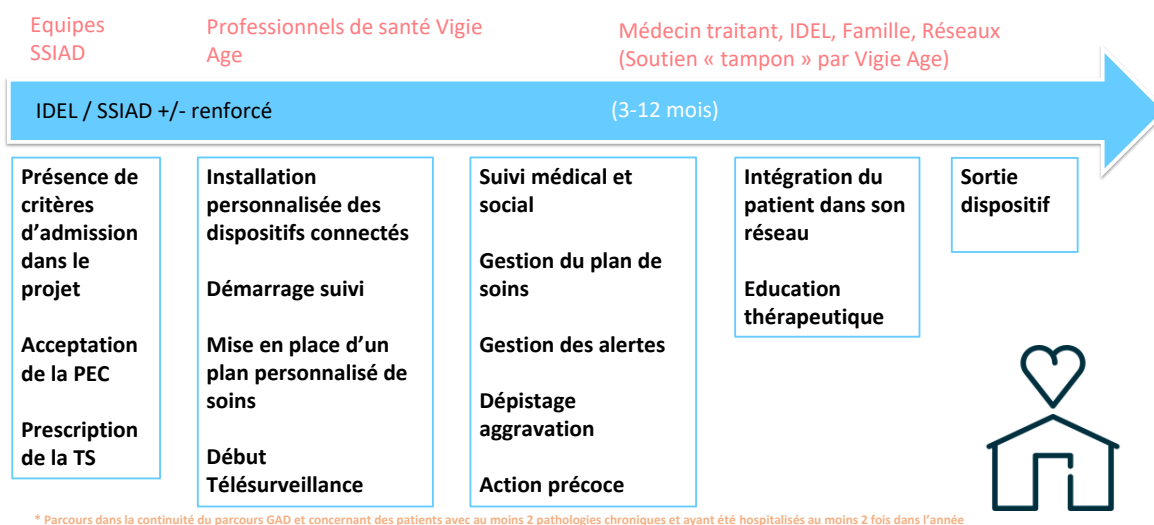 Equipes
SSIAD
Professionnels de santé Vigie
Age
Médecin traitant, IDEL, Famille, Réseaux
(Soutien « tampon » par Vigie Age)
IDEL / SSIAD +/- renforcé
(3-12 mois)
Présence de
critères
d’admission
dans le
projet
Acceptation
de la PEC
Prescription
de la TS
Installation
personnalisée des
dispositifs connectés
Démarrage suivi
Mise en place d’un
plan personnalisé de
soins
Début
Télésurveillance
Suivi médical et
social
Gestion du plan de
soins
Gestion des alertes
Dépistage
aggravation
Action précoce
Intégration du
patient dans son
réseau
Education
thérapeutique
Sortie
dispositif
* Parcours dans la continuité du parcours GAD et concernant des patients avec au moins 2 pathologies chroniques et ayant été hospitalisés au moins 2 fois dans l’année